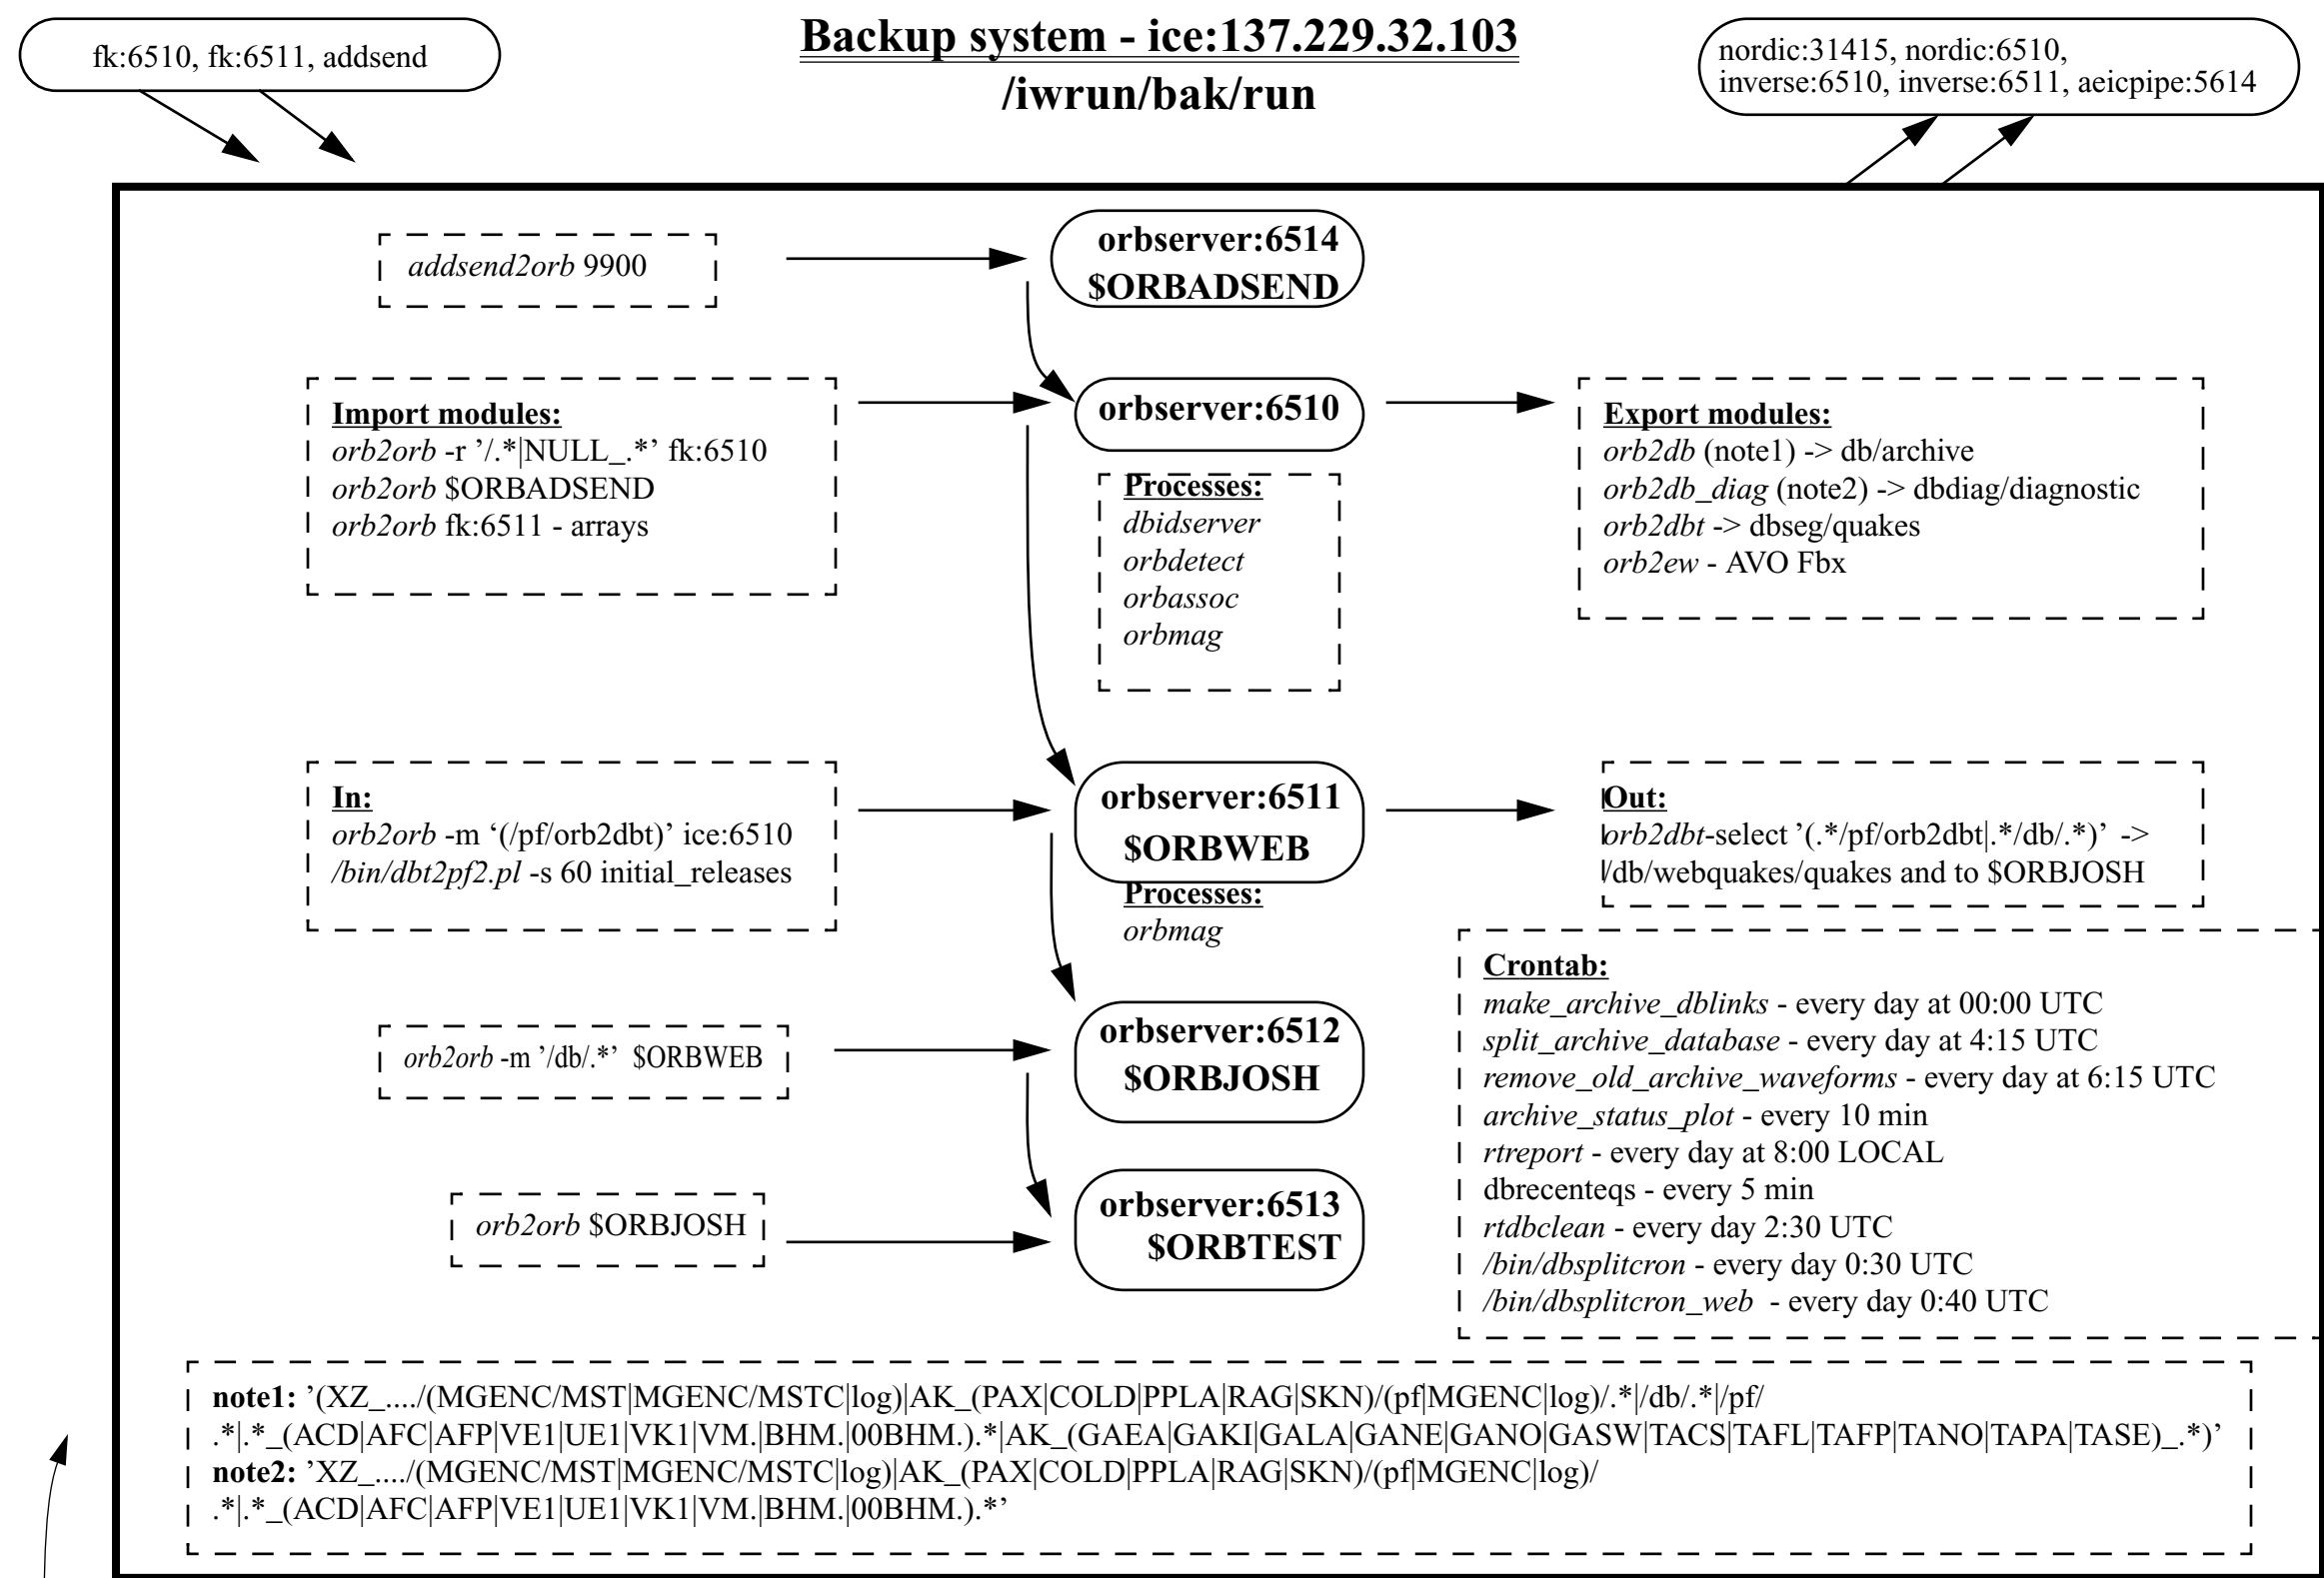 fk:6510, fk:6511, addsend
Backup system - ice:137.229.32.103
/iwrun/bak/run
nordic:31415, nordic:6510,
inverse:6510, inverse:6511, aeicpipe:5614
addsend2orb 9900
orbserver:6514
$ORBADSEND
Import modules:
orb2orb -r ’/.*|NULL_.*’ fk:6510
orb2orb $ORBADSEND
orb2orb fk:6511 - arrays
orbserver:6510
Processes:
dbidserver
orbdetect
orbassoc
orbmag
Export modules:
orb2db (note1) -> db/archive
orb2db_diag (note2) -> dbdiag/diagnostic
orb2dbt -> dbseg/quakes
orb2ew - AVO Fbx
In:
orb2orb -m ‘(/pf/orb2dbt)’ ice:6510
/bin/dbt2pf2.pl -s 60 initial_releases
orbserver:6511
$ORBWEB
Processes:
orbmag
Out:
orb2dbt-select ’(.*/pf/orb2dbt|.*/db/.*)’ ->
/db/webquakes/quakes and to $ORBJOSH
orb2orb -m ’/db/.*’ $ORBWEB
orbserver:6512
$ORBJOSH
orb2orb $ORBJOSH
orbserver:6513
$ORBTEST
Crontab:
make_archive_dblinks - every day at 00:00 UTC
split_archive_database - every day at 4:15 UTC
remove_old_archive_waveforms - every day at 6:15 UTC
archive_status_plot - every 10 min
rtreport - every day at 8:00 LOCAL
dbrecenteqs - every 5 min
rtdbclean - every day 2:30 UTC
/bin/dbsplitcron - every day 0:30 UTC
/bin/dbsplitcron_web - every day 0:40 UTC
note1: ’(XZ_..../(MGENC/MST|MGENC/MSTC|log)|AK_(PAX|COLD|PPLA|RAG|SKN)/(pf|MGENC|log)/.*|/db/.*|/pf/
.*|.*_(ACD|AFC|AFP|VE1|UE1|VK1|VM.|BHM.|00BHM.).*|AK_(GAEA|GAKI|GALA|GANE|GANO|GASW|TACS|TAFL|TAFP|TANO|TAPA|TASE)_.*)’
note2: ’XZ_..../(MGENC/MST|MGENC/MSTC|log)|AK_(PAX|COLD|PPLA|RAG|SKN)/(pf|MGENC|log)/
.*|.*_(ACD|AFC|AFP|VE1|UE1|VK1|VM.|BHM.|00BHM.).*’